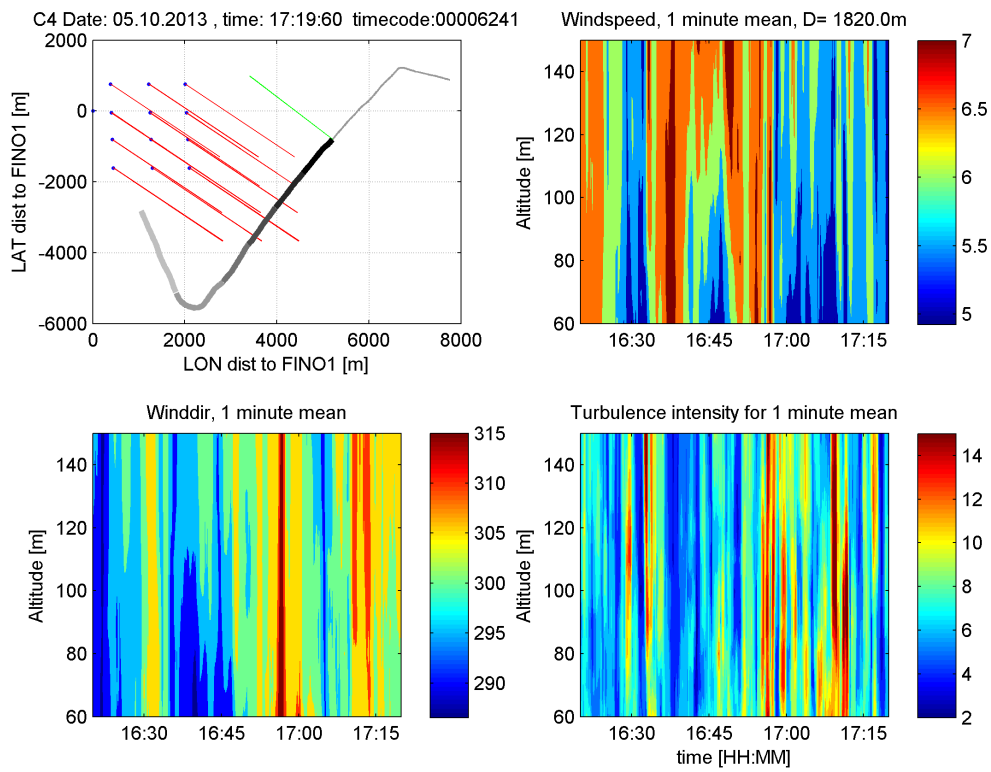 C4 Date: 05.10.2013 , time: 17:19:60  timecode:00006241
2000
0
-2000
-4000
-6000
LAT dist to FINO1 [m]
0 2000 4000 6000 8000
LON dist to FINO1 [m]
Windspeed, 1 minute mean, D= 1820.0m
140
120
100
80
60
Altitude [m]
16:30 16:45 17:00 17:15
7
6.5
6
5.5
5
Winddir, 1 minute mean
140
120
100
80
60
Altitude [m]
16:30 16:45 17:00 17:15
315
310
305
300
295
290
Turbulence intensity for 1 minute mean
140
120
100
80
60
Altitude [m]
16:30 16:45 17:00 17:15
time [HH:MM]
14
12
10
8
6
4
2